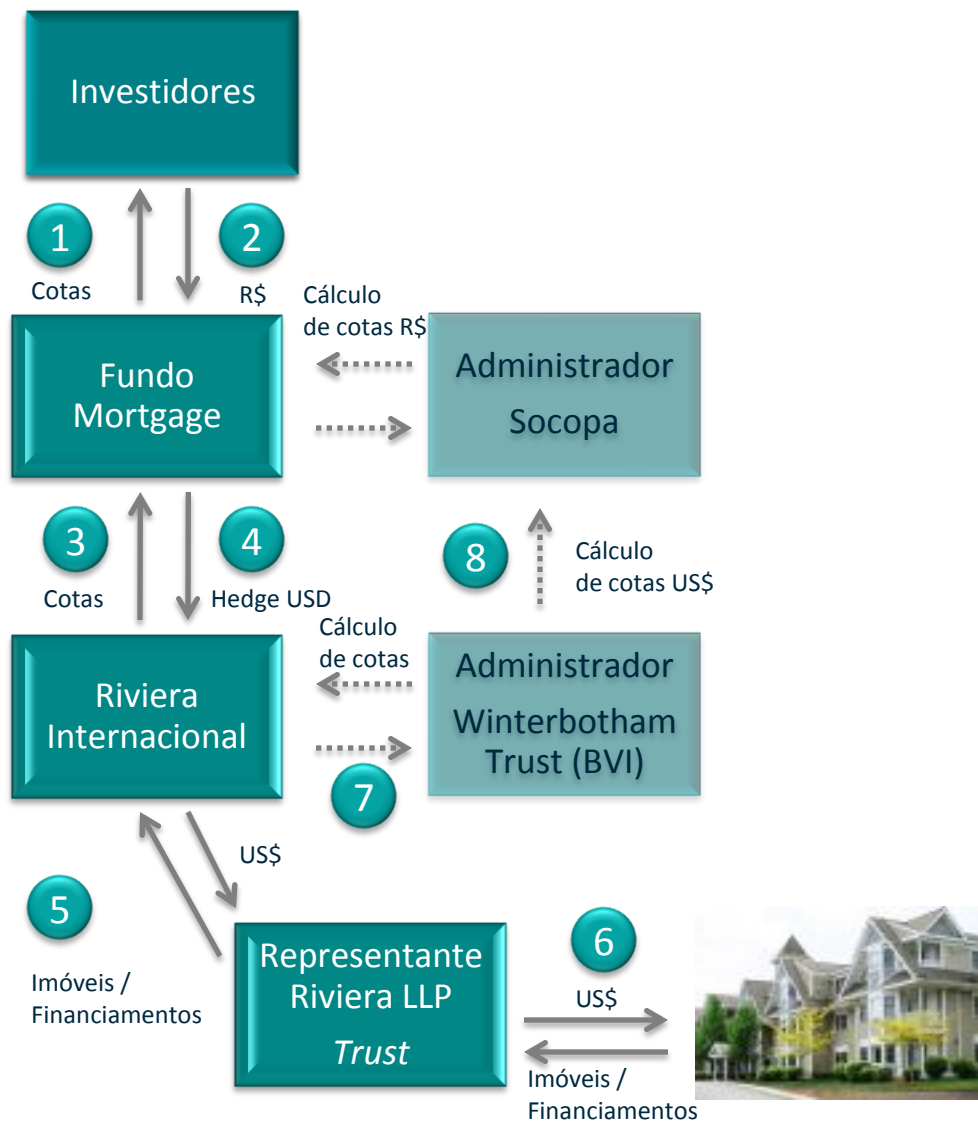 Investidores
1
2
Cotas
R$
Cálculo
de cotas R$
Fundo
Mortgage
Administrador
Socopa
3
4
8
Cálculo
de cotas US$
Cotas
Hedge USD
Cálculo
de cotas
Riviera
Internacional
Administrador
Winterbotham
Trust (BVI)
7
US$
5
6
Imóveis /
Financiamentos
Representante
Riviera LLP
Trust
US$
Imóveis /
Financiamentos